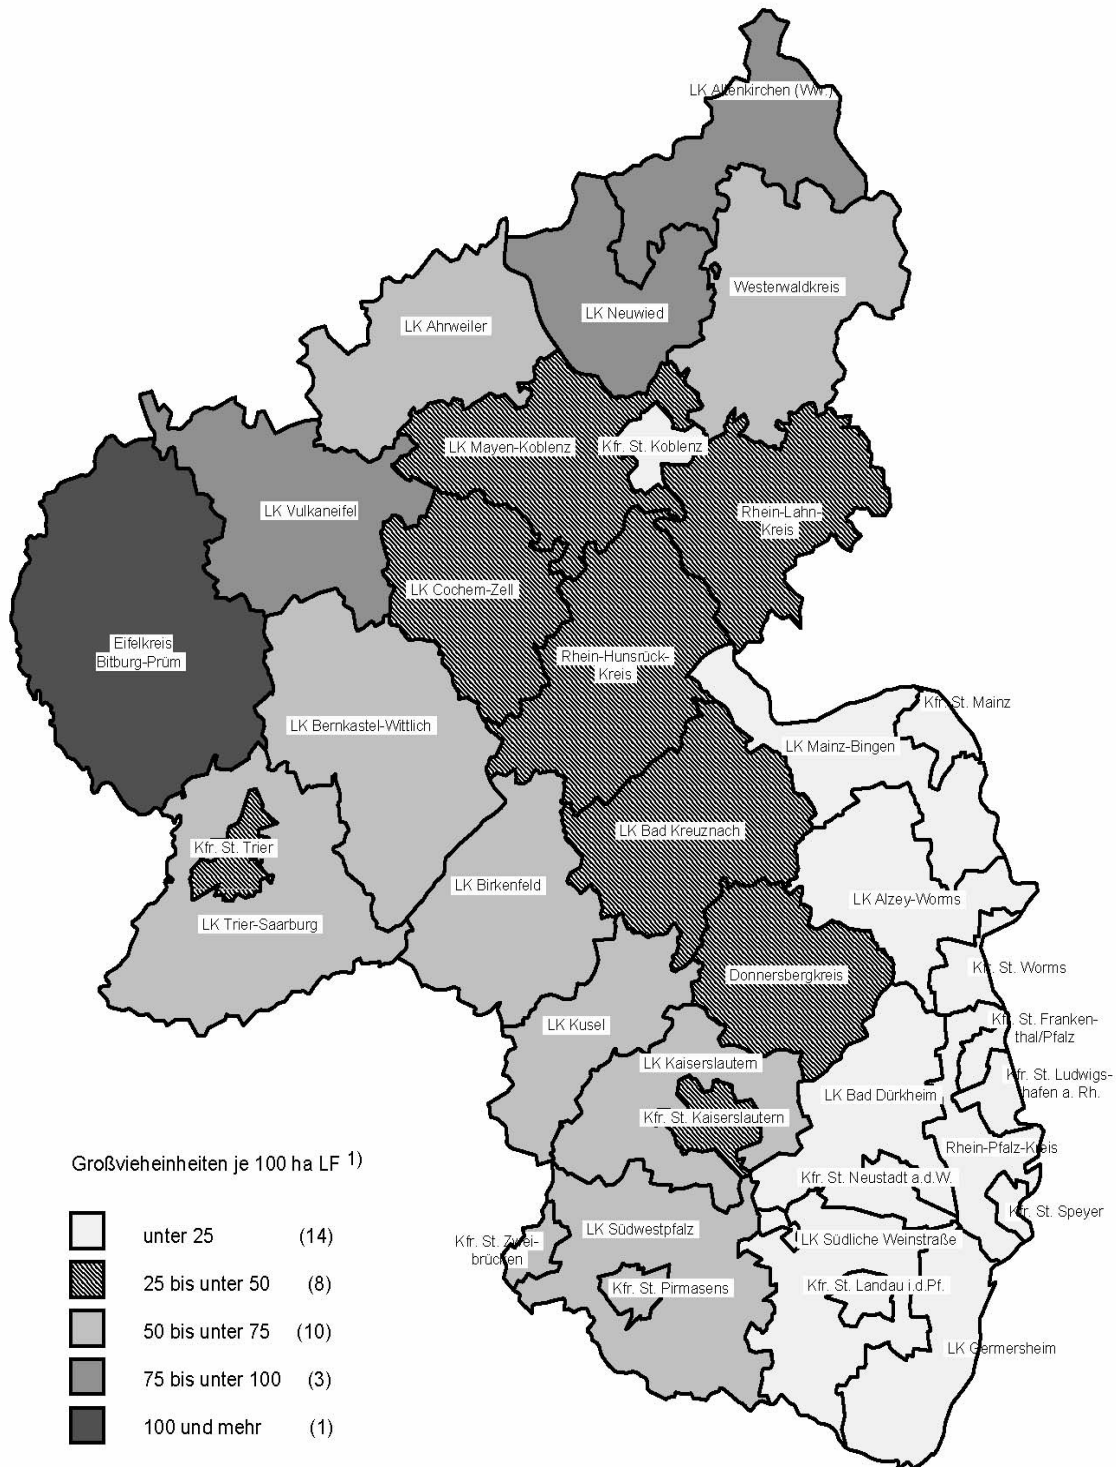 LK Altenkirchen (WW.)
Westerwaldkreis
LK Neuwied
LK Ahrweiler
LK Mayen-Koblenz
Kfr. St. Koblenz
LK Vulkaneifel
Rhein-Lahn-
Kreis
LK Cochem-Zell
Eifelkreis
Bitburg-Prüm
Rhein-Hunsrück-
Kreis
Kfr. St. Mainz
LK Bernkastel-Wittlich
LK Mainz-Bingen
LK Bad Kreuznach
Kfr. St. Trier
LK Birkenfeld
LK Alzey-Worms
LK Trier-Saarburg
Kfr. St. Worms
Donnersbergkreis
LK Kusel
Kfr. St. Franken-
thal/Pfalz
LK Kaiserslautern
Kfr. St. Ludwigs-
hafen a. Rh.
LK Bad Dürkheim
Kfr. St. Kaiserslautern
Rhein-Pfalz-Kreis
Kfr. St. Neustadt a.d.W.
Kfr. St. Speyer
LK Südwestpfalz
LK Südliche Weinstraße
Kfr. St. Zwei-
brücken
Kfr. St. Pirmasens
Kfr. St. Landau i.d.Pf.
LK Germersheim
Großvieheinheiten je 100 ha LF 1)
unter 25 (14)
25 bis unter 50 (8)
50 bis unter 75 (10)
75 bis unter 100 (3)
100 und mehr (1)